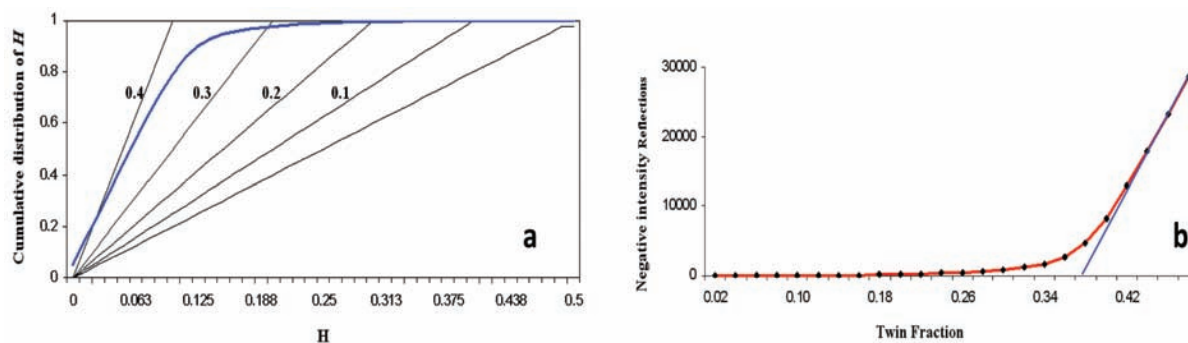 Cumulative distribution of H
1
0.8
0.6
0.4
0.2
0
0.4
0.3
0.2
0.1
a
0 0.063 0.125 0.188 0.25 0.313 0.375 0.438 0.5
H
Negative intensity Reflections
30000
20000
10000
0
b
0.02 0.10 0.18 0.26 0.34 0.42
Twin Fraction